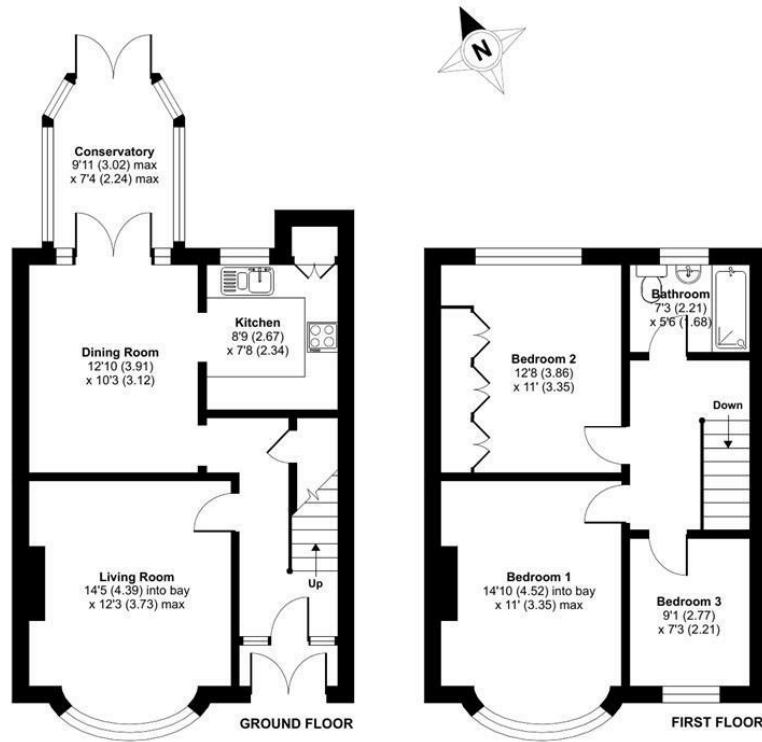 N
Conservatory
9'11 (3.02) max
x 7'4 (2.24) max
Kitchen
8'9 (2.67)
x 7'8 (2.34)
Dining Room
12'10 (3.91)
x 10'3 (3.12)
Living Room
14'5 (4.39) into bay
x 12'3 (3.73) max
Up
GROUND FLOOR
Bathroom
7'3 (2.21)
x 5'6 (1.68)
Bedroom 2
12'8 (3.86)
x 11' (3.35)
Down
Bedroom 1
14'10 (4.52) into bay
x 11' (3.35) max
Bedroom 3
9'1 (2.77)
x 7'3 (2.21)
FIRST FLOOR